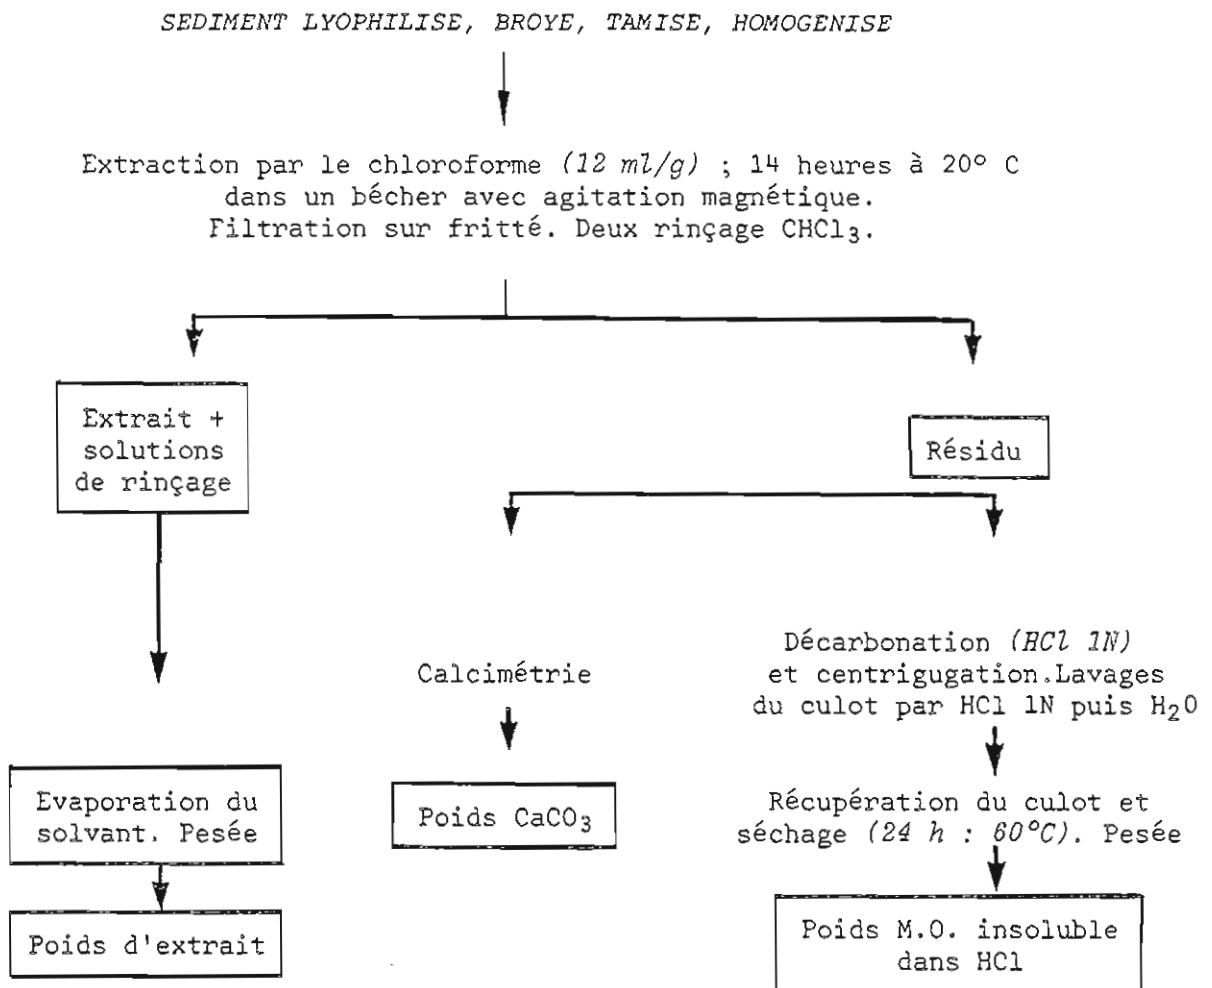 SEDIMENT LYOPHILISE, BROYE, TAMISE, HOMOGENISE
Extraction par le chloroforme (12 ml/g) ; 14 heures à 20° C
dans un bécher avec agitation magnétique.
Filtration sur fritté. Deux rinçage CHCl₃.
Extrait +
solutions
de rinçage
Résidu
Calcimétrie
Décarbonation (HCl 1N)
et centrigugation.Lavages
du culot par HCl 1N puis H₂O
Evaporation du
solvant. Pesée
Poids CaCO₃
Récupération du culot et
séchage (24 h : 60°C). Pesée
Poids d'extrait
Poids M.O. insoluble
dans HCl